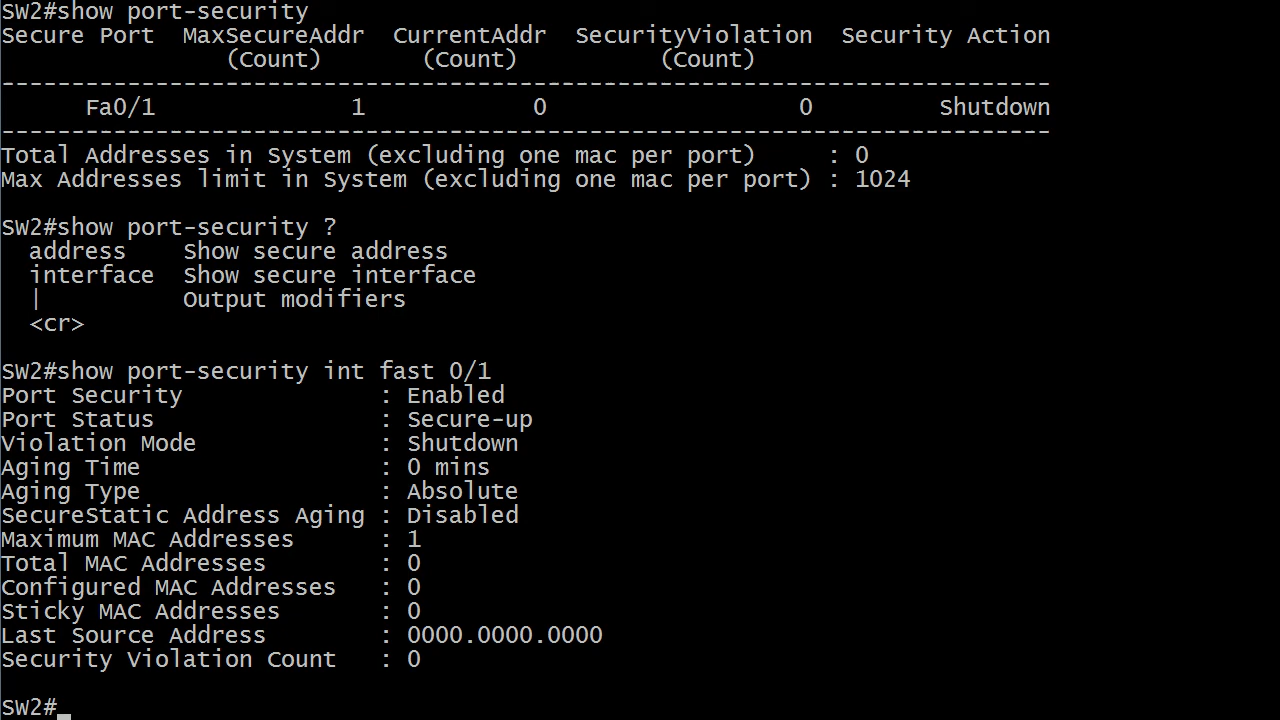 SW2#show port-security
Secure Port  MaxSecureAddr  CurrentAddr  SecurityViolation  Security Action
                (Count)       (Count)          (Count)
---------------------------------------------------------------------------
      Fa0/1              1            0                  0         Shutdown
---------------------------------------------------------------------------
Total Addresses in System (excluding one mac per port)     : 0
Max Addresses limit in System (excluding one mac per port) : 1024
SW2#show port-security ?
  address    Show secure address
  interface  Show secure interface
  |          Output modifiers
  <cr>
SW2#show port-security int fast 0/1
Port Security              : Enabled
Port Status                : Secure-up
Violation Mode             : Shutdown
Aging Time                 : 0 mins
Aging Type                 : Absolute
SecureStatic Address Aging : Disabled
Maximum MAC Addresses      : 1
Total MAC Addresses        : 0
Configured MAC Addresses   : 0
Sticky MAC Addresses       : 0
Last Source Address        : 0000.0000.0000
Security Violation Count   : 0
SW2#